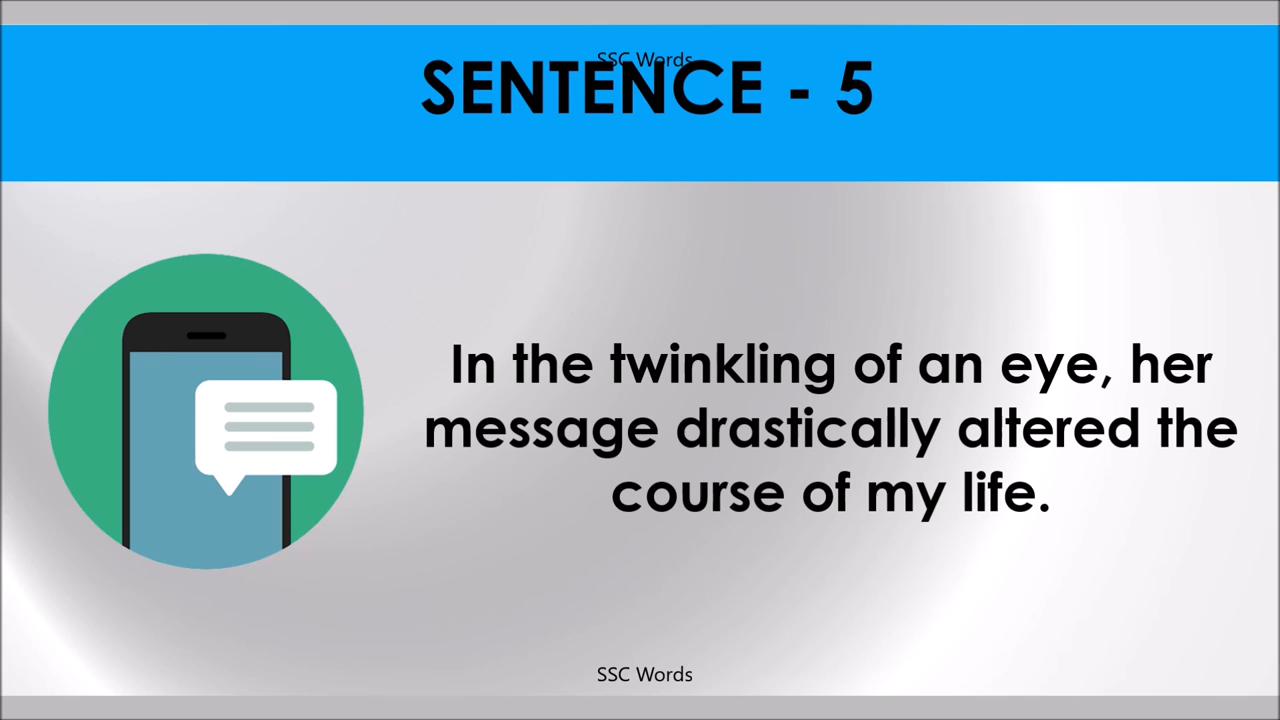 SSC Words
SENTENCE - 5
In the twinkling of an eye, her
message drastically altered the
course of my life.
SSC Words